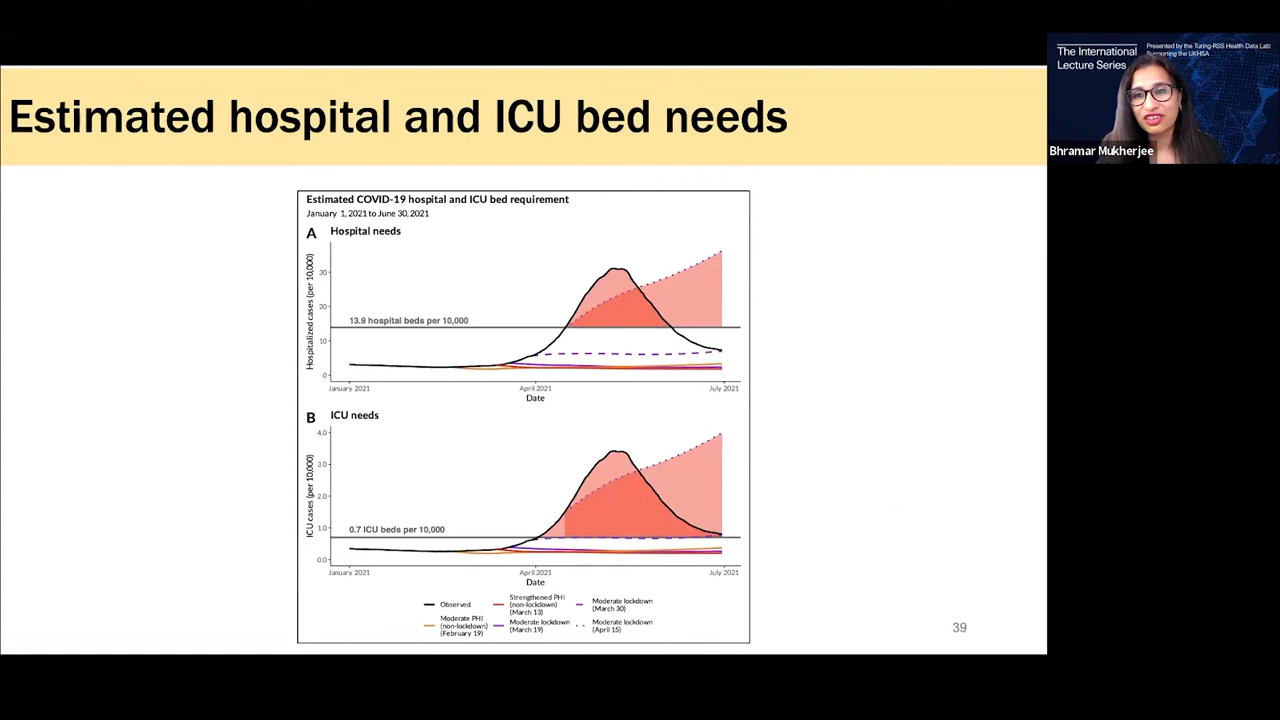 Estimated hospital and ICU bed needs
The International
Lecture Series
Presented by the Turing-RSS Health Data Lab:
Supporting the UKHSA
Bhramar Mukherjee
Estimated COVID-19 hospital and ICU bed requirement
January 1, 2021 to June 30, 2021
A Hospital needs
Hospitalized cases (per 10,000)
30
20
10
0
13.9 hospital beds per 10,000
January 2021 April 2021 July 2021
Date
B ICU needs
ICU cases (per 10,000)
4.0
3.0
2.0
1.0
0.0
0.7 ICU beds per 10,000
January 2021 April 2021 July 2021
Date
Observed
Moderate PHI
(non-lockdown)
(February 19)
Strengthened PHI
(non-lockdown)
(March 13)
Moderate lockdown
(March 19)
Moderate lockdown
(March 30)
Moderate lockdown
(April 15)
39